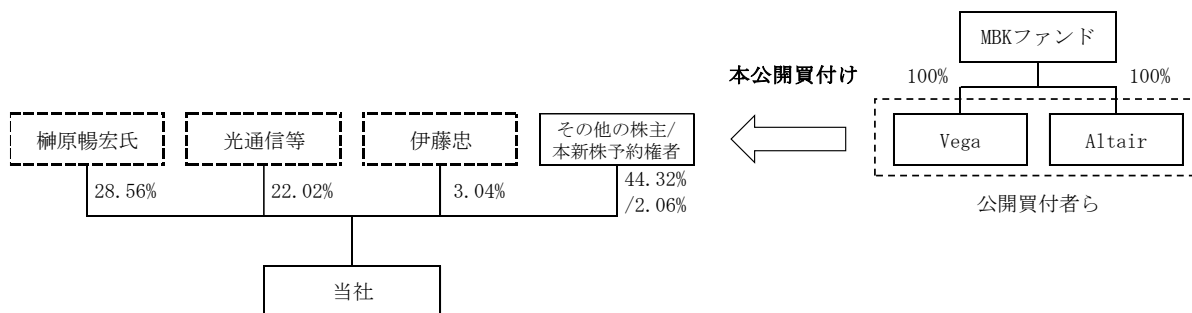 MBKファンド
本公開買付け
100%
100%
榊原暢宏氏
光通信等
伊藤忠
その他の株主/
本新株予約権者
Vega
Altair
28.56%
22.02%
3.04%
44.32%
/2.06%
公開買付者ら
当社